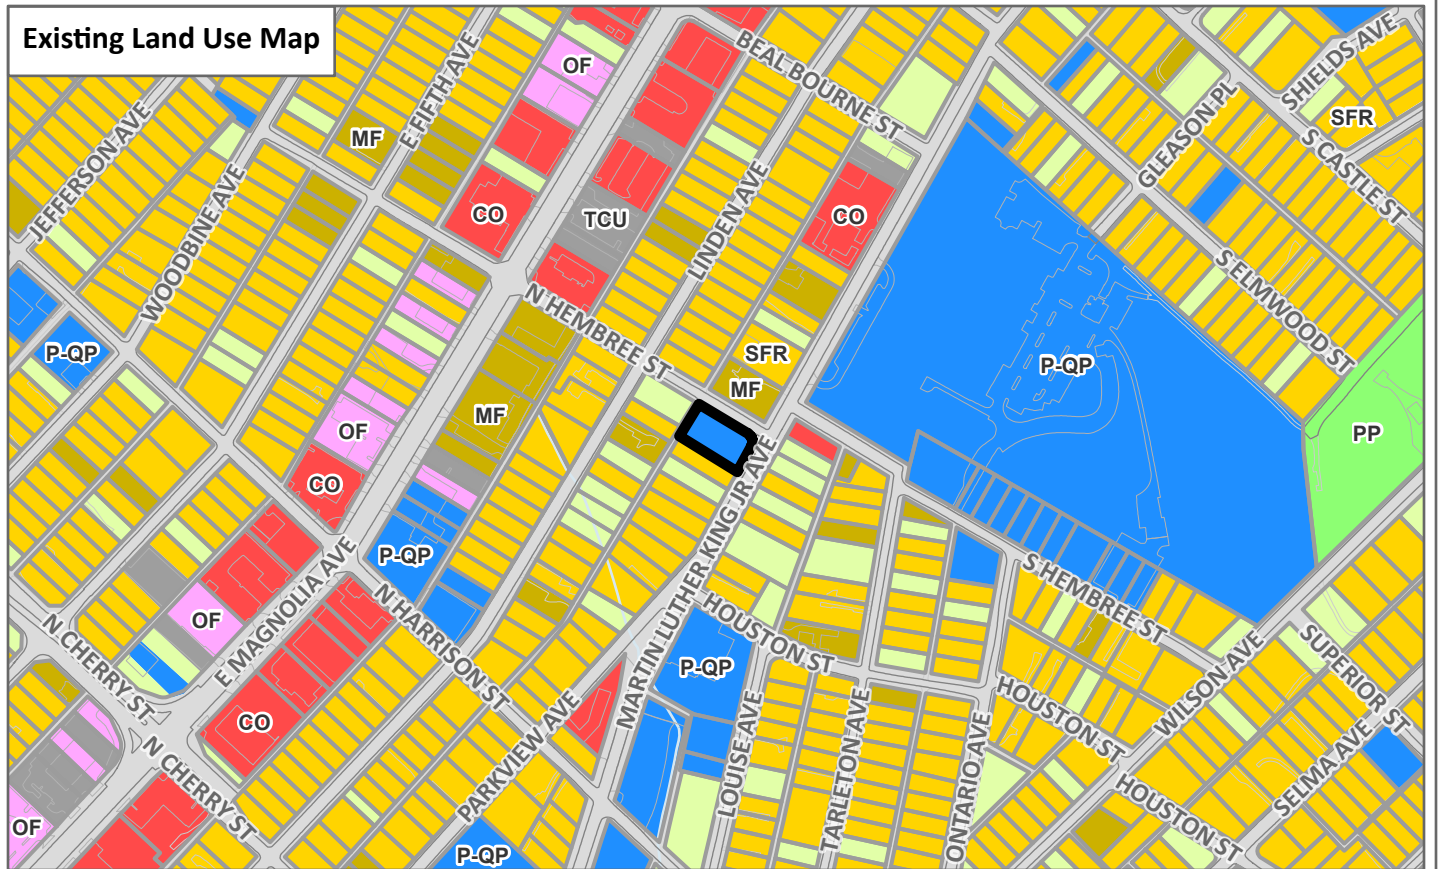 Existing Land Use Map
BEAL BOURNE ST
SHIELDS AVE
OF
E FIFTH AVE
MF
JEFFERSON AVE
GLEASON PL
SFR
S CASTLE ST
WOODBINE AVE
LINDEN AVE
CO
TCU
CO
S ELMWOOD ST
N HEMBREE ST
P-QP
SFR
P-QP
MF
MF
OF
PP
CO
MARTIN LUTHER KING JR AVE
P-QP
S HEMBREE ST
E MAGNOLIA AVE
N HARRISON ST
HOUSTON ST
OF
N CHERRY ST
P-QP
WILSON AVE
SUPERIOR ST
HOUSTON ST
CO
LOUISE AVE
TARLETON AVE
ONTARIO AVE
PARKVIEW AVE
SELMA AVE
N CHERRY ST
HOUSTON ST
OF
P-QP